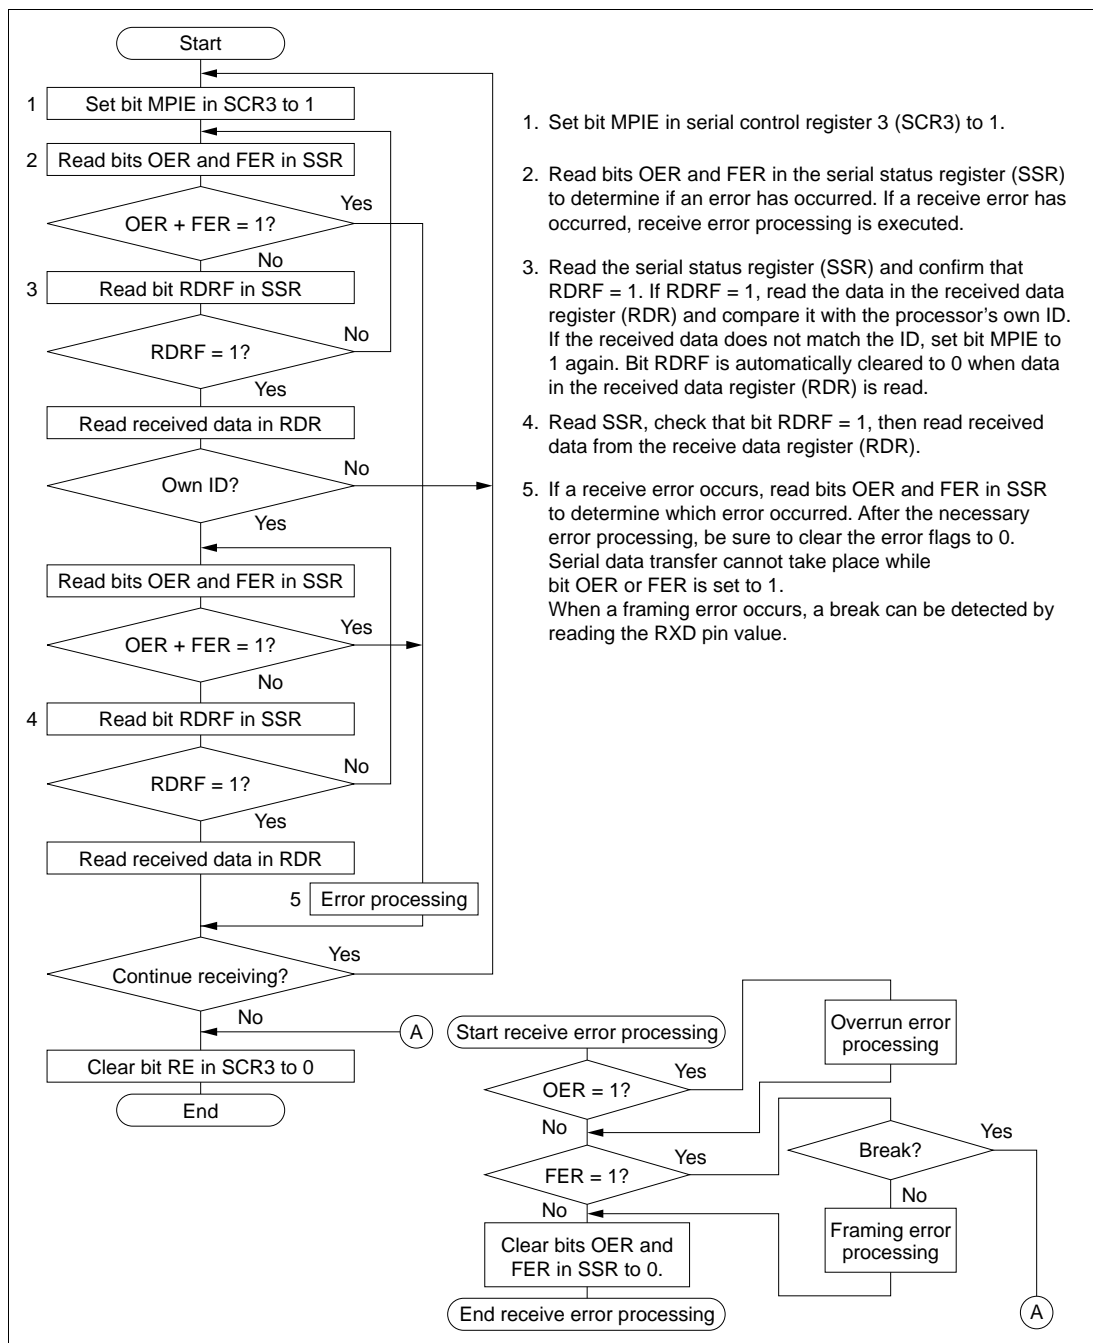 Start
1
Set bit MPIE in SCR3 to 1
2
Read bits OER and FER in SSR
Yes
OER + FER = 1?
No
3
Read bit RDRF in SSR
No
RDRF = 1?
Yes
Read received data in RDR
No
Own ID?
Yes
Read bits OER and FER in SSR
Yes
OER + FER = 1?
No
4
Read bit RDRF in SSR
No
RDRF = 1?
Yes
Read received data in RDR
5
Error processing
Yes
Continue receiving?
No
A
Clear bit RE in SCR3 to 0
End
1. Set bit MPIE in serial control register 3 (SCR3) to 1.
2. Read bits OER and FER in the serial status register (SSR)
to determine if an error has occurred. If a receive error has
occurred, receive error processing is executed.
3. Read the serial status register (SSR) and confirm that
RDRF = 1. If RDRF = 1, read the data in the received data
register (RDR) and compare it with the processor's own ID.
If the received data does not match the ID, set bit MPIE to
1 again. Bit RDRF is automatically cleared to 0 when data
in the received data register (RDR) is read.
4. Read SSR, check that bit RDRF = 1, then read received
data from the receive data register (RDR).
5. If a receive error occurs, read bits OER and FER in SSR
to determine which error occurred. After the necessary
error processing, be sure to clear the error flags to 0.
Serial data transfer cannot take place while
bit OER or FER is set to 1.
When a framing error occurs, a break can be detected by
reading the RXD pin value.
Start receive error processing
Overrun error
processing
Yes
OER = 1?
No
Yes
FER = 1?
No
Yes
Break?
No
Framing error
processing
Clear bits OER and
FER in SSR to 0.
End receive error processing
A